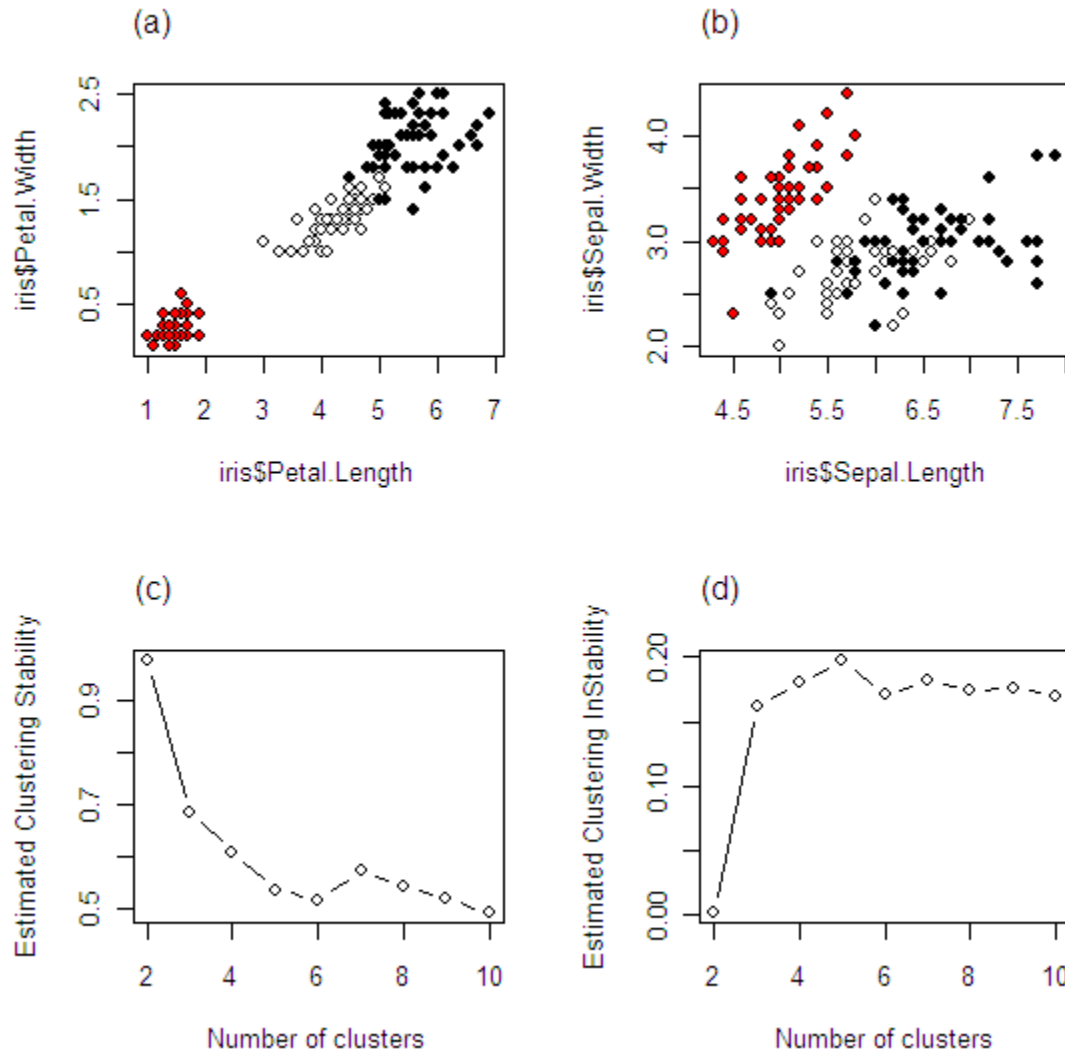 (a)
iris$Petal.Width
2.5
1.5
0.5
1 2 3 4 5 6 7
iris$Petal.Length
(b)
iris$Sepal.Width
4.0
3.0
2.0
4.5 5.5 6.5 7.5
iris$Sepal.Length
(c)
Estimated Clustering Stability
0.9
0.7
0.5
2 4 6 8 10
Number of clusters
(d)
Estimated Clustering InStability
0.20
0.10
0.00
2 4 6 8 10
Number of clusters